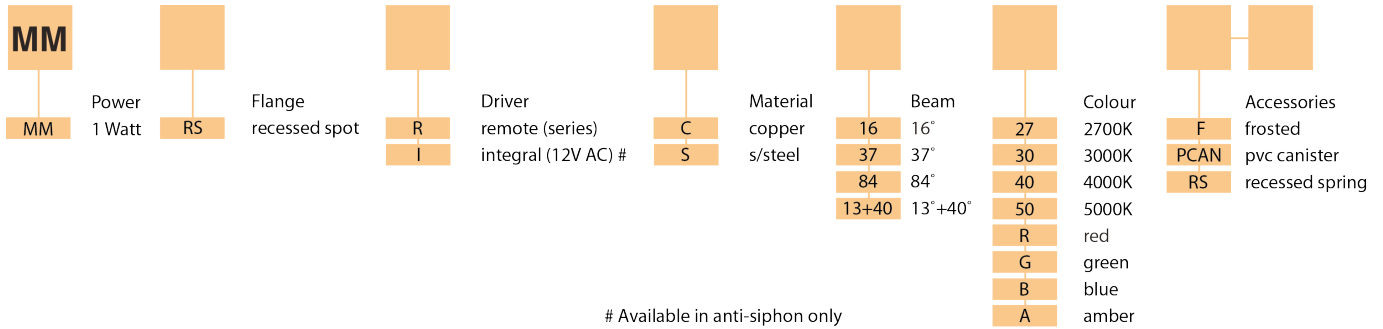 MM
Power Flange Driver Material Beam Colour Accessories
MM 1 Watt RS recessed spot R remote (series) C copper 16 16° 27 2700K F frosted
I integral (12V AC) # S s/steel 37 37° 30 3000K PCAN pvc canister
84 84° 40 4000K RS recessed spring
13+40 13°+40° 50 5000K
R red
G green
B blue
# Available in anti-siphon only A amber